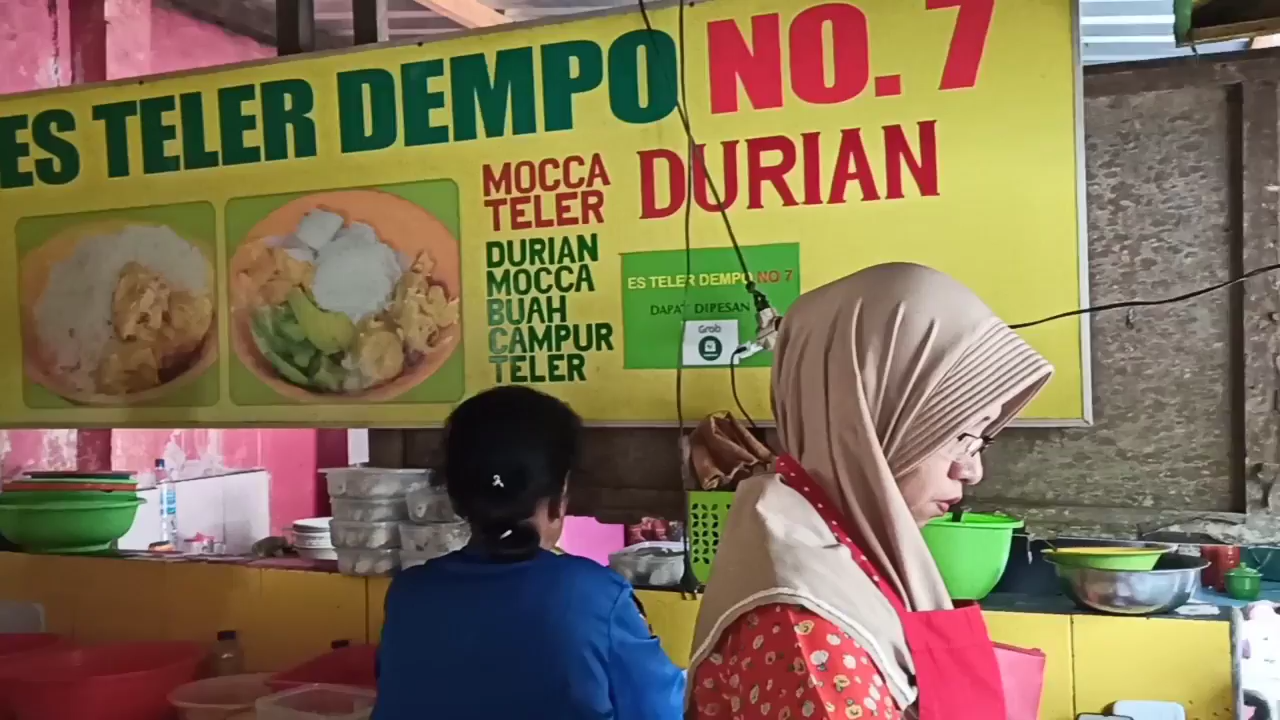 ES TELER DEMPO NO. 7
MOCCA
TELER
DURIAN
DURIAN
MOCCA
BUAH
CAMPUR
TELER
ES TELER DEMPO NO 7
DAPAT DIPESAN
Grab